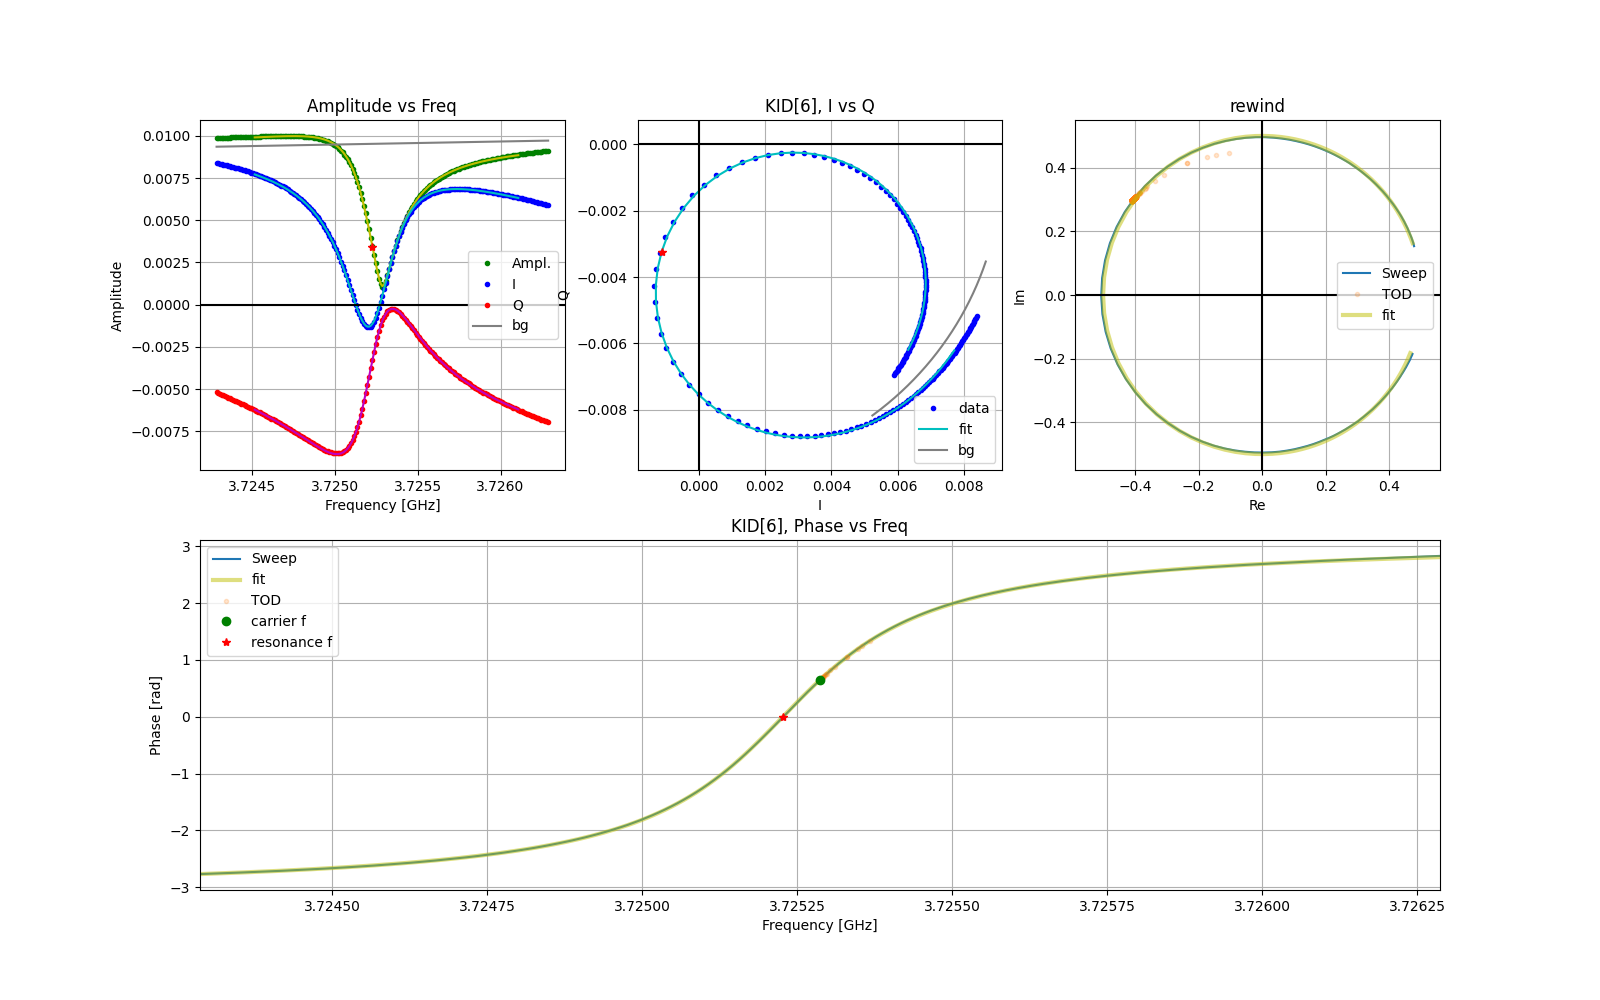 Amplitude vs Freq
0.0100
0.0075
0.0050
0.0025
0.0000
−0.0025
−0.0050
−0.0075
Amplitude
Ampl.
I
Q
bg
3.7245
3.7250
3.7255
3.7260
Frequency [GHz]
KID[6], I vs Q
0.000
−0.002
−0.004
−0.006
−0.008
Q
data
fit
bg
0.000
0.002
0.004
0.006
0.008
I
rewind
0.4
0.2
0.0
−0.2
−0.4
Im
Sweep
TOD
fit
−0.4
−0.2
0.0
0.2
0.4
Re
KID[6], Phase vs Freq
3
2
1
0
−1
−2
−3
Phase [rad]
Sweep
fit
TOD
carrier f
resonance f
3.72450
3.72475
3.72500
3.72525
3.72550
3.72575
3.72600
3.72625
Frequency [GHz]